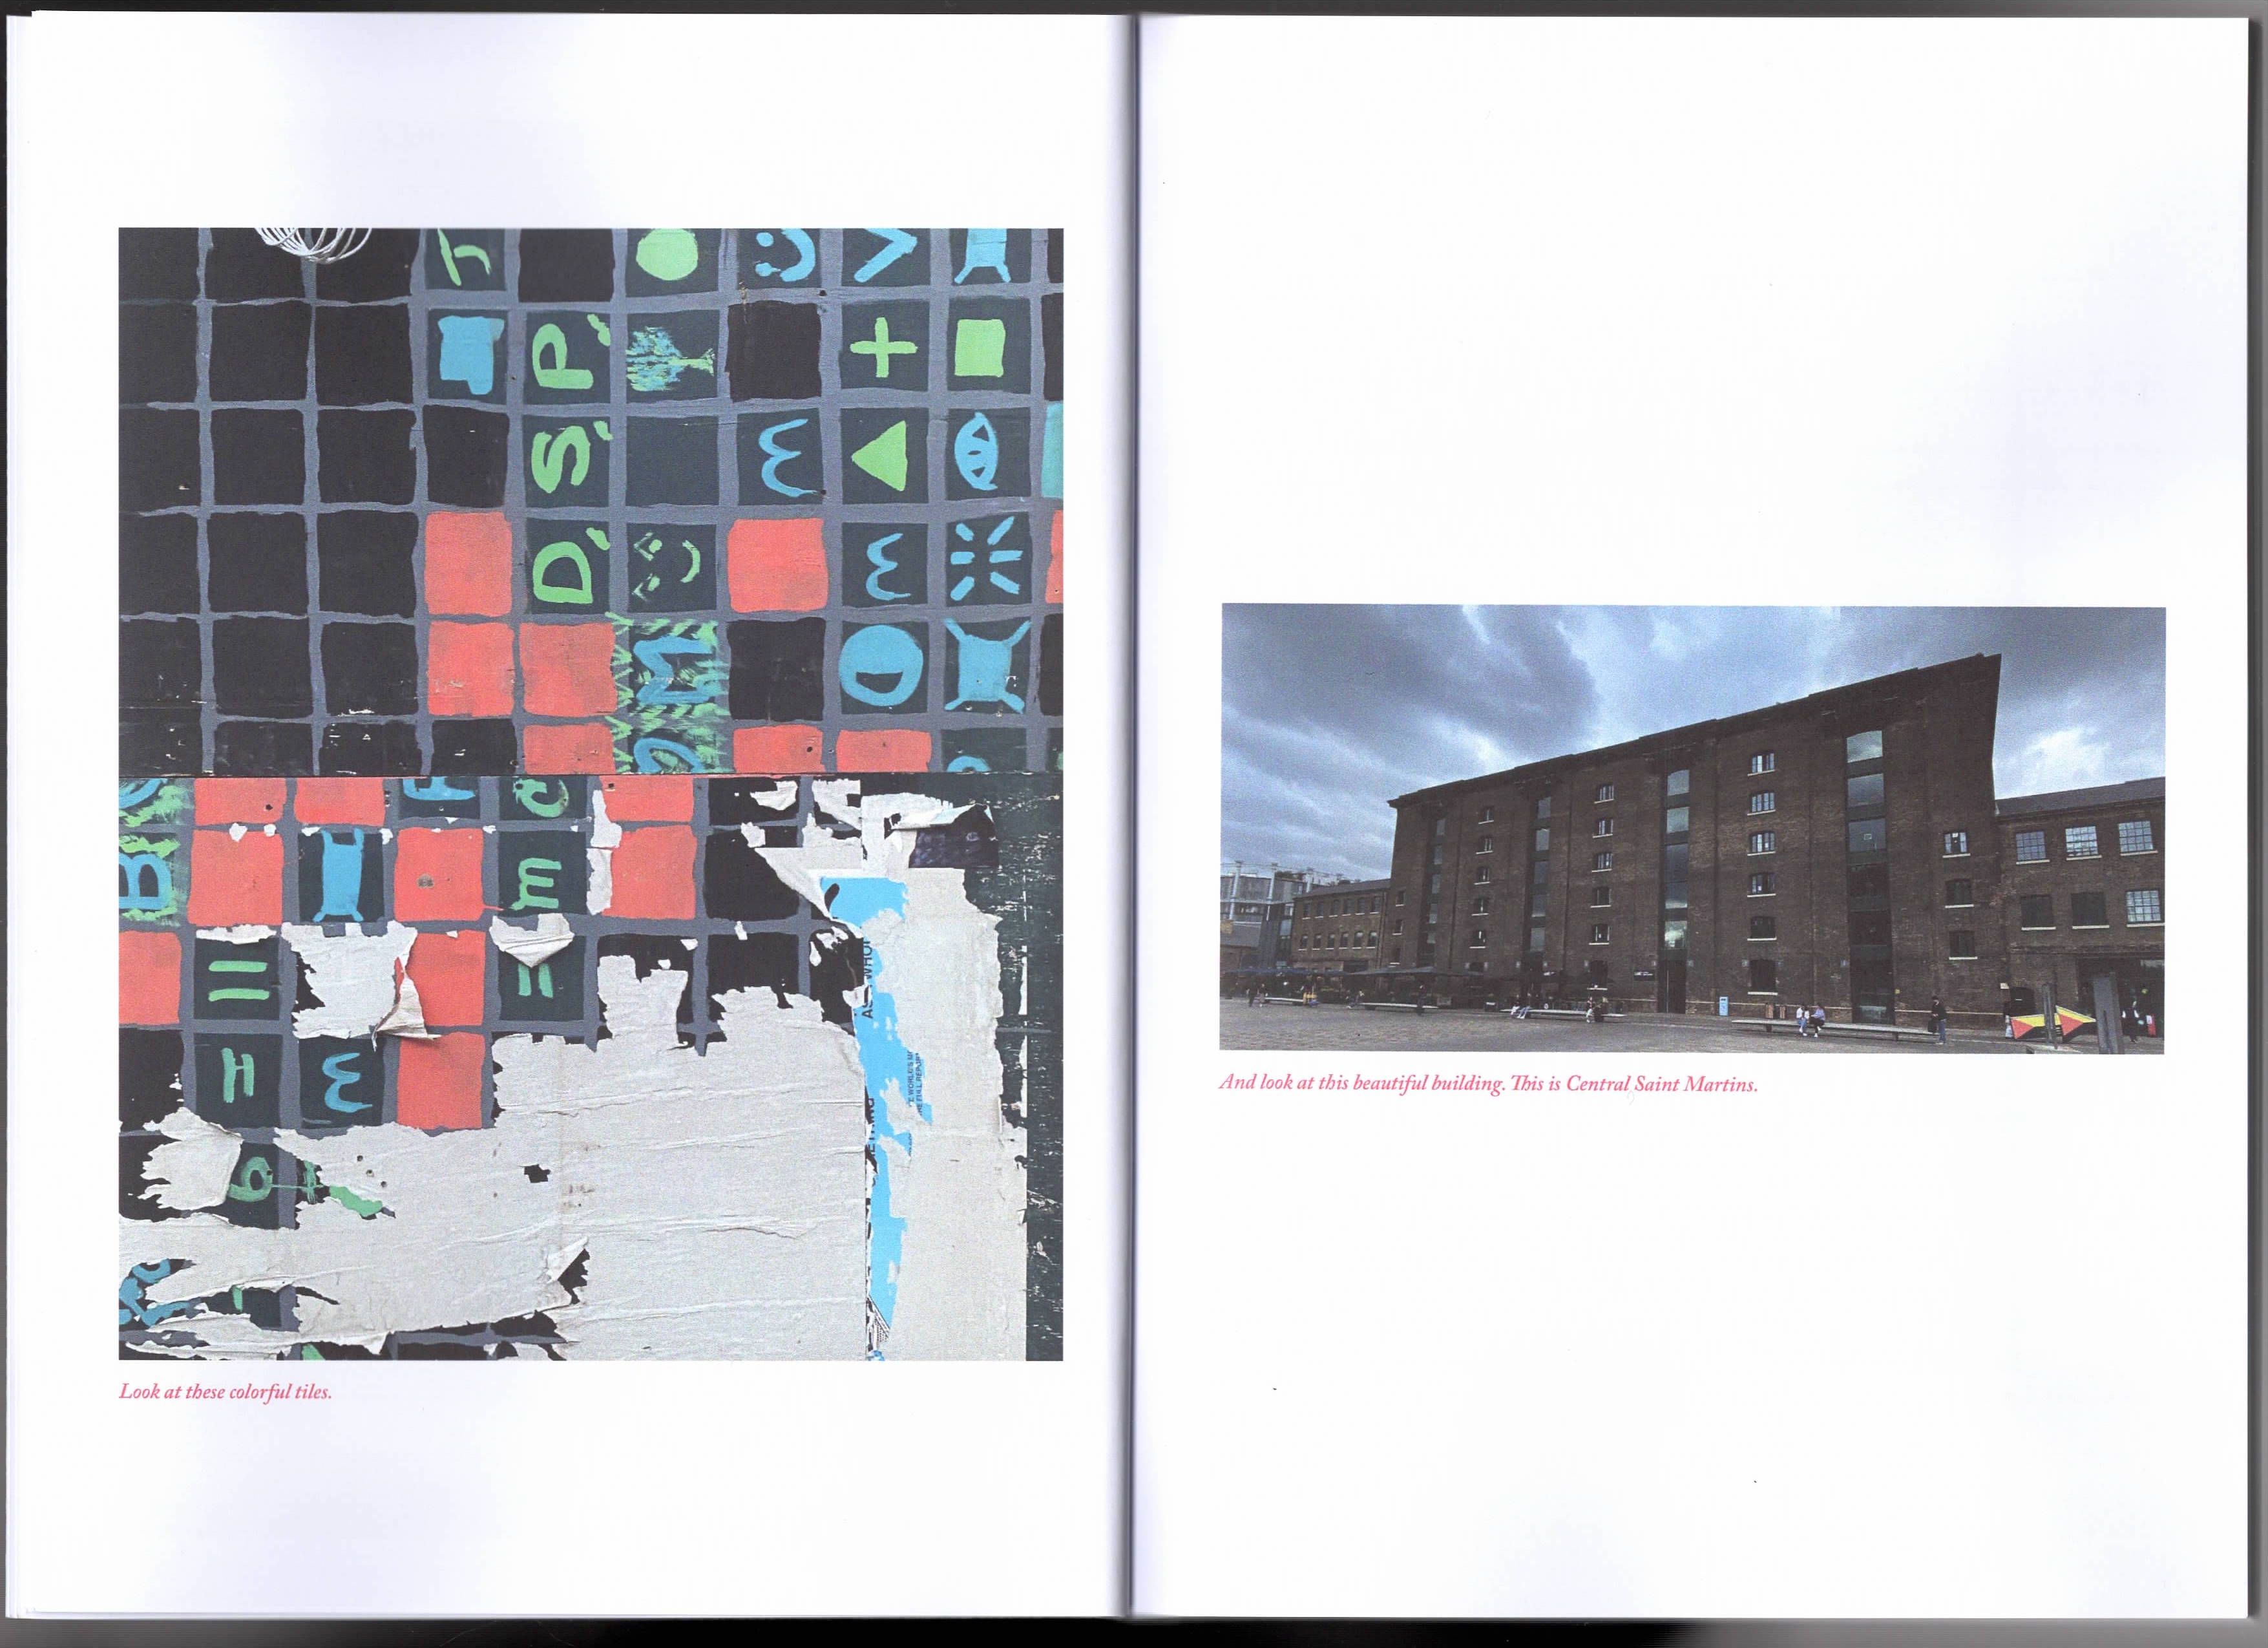 P,
S,
D,
M
B
m
H
Look at these colorful tiles.
And look at this beautiful building. This is Central Saint Martins.